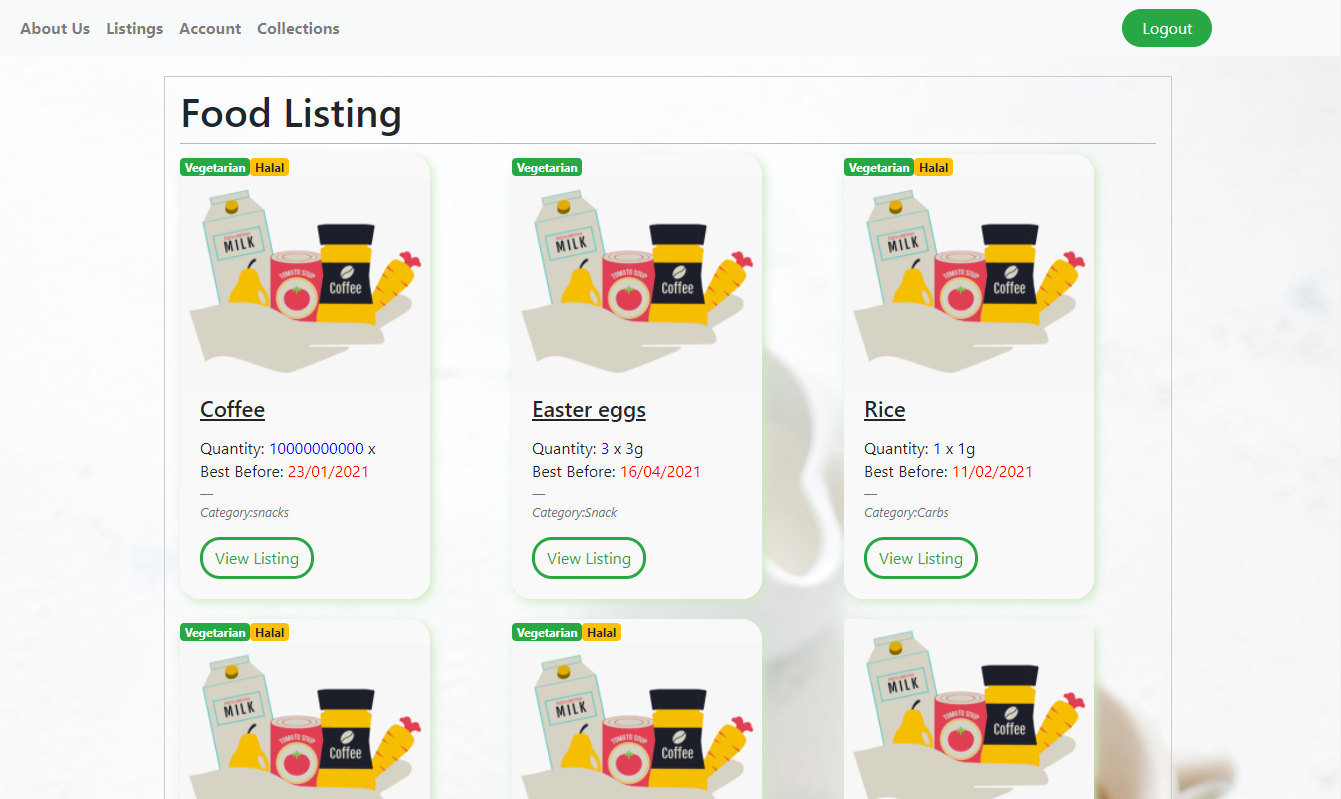 About Us Listings Account Collections Logout
Food Listing
Vegetarian Halal
MILK
TOMATO SOUP
Coffee
Coffee
Quantity: 10000000000 x
Best Before: 23/01/2021
—
Category:snacks
View Listing
Vegetarian
MILK
TOMATO SOUP
Coffee
Easter eggs
Quantity: 3 x 3g
Best Before: 16/04/2021
—
Category:Snack
View Listing
Vegetarian Halal
MILK
TOMATO SOUP
Coffee
Rice
Quantity: 1 x 1g
Best Before: 11/02/2021
—
Category:Carbs
View Listing
Vegetarian Halal
MILK
TOMATO SOUP
Coffee
Vegetarian Halal
MILK
TOMATO SOUP
Coffee
MILK
TOMATO SOUP
Coffee